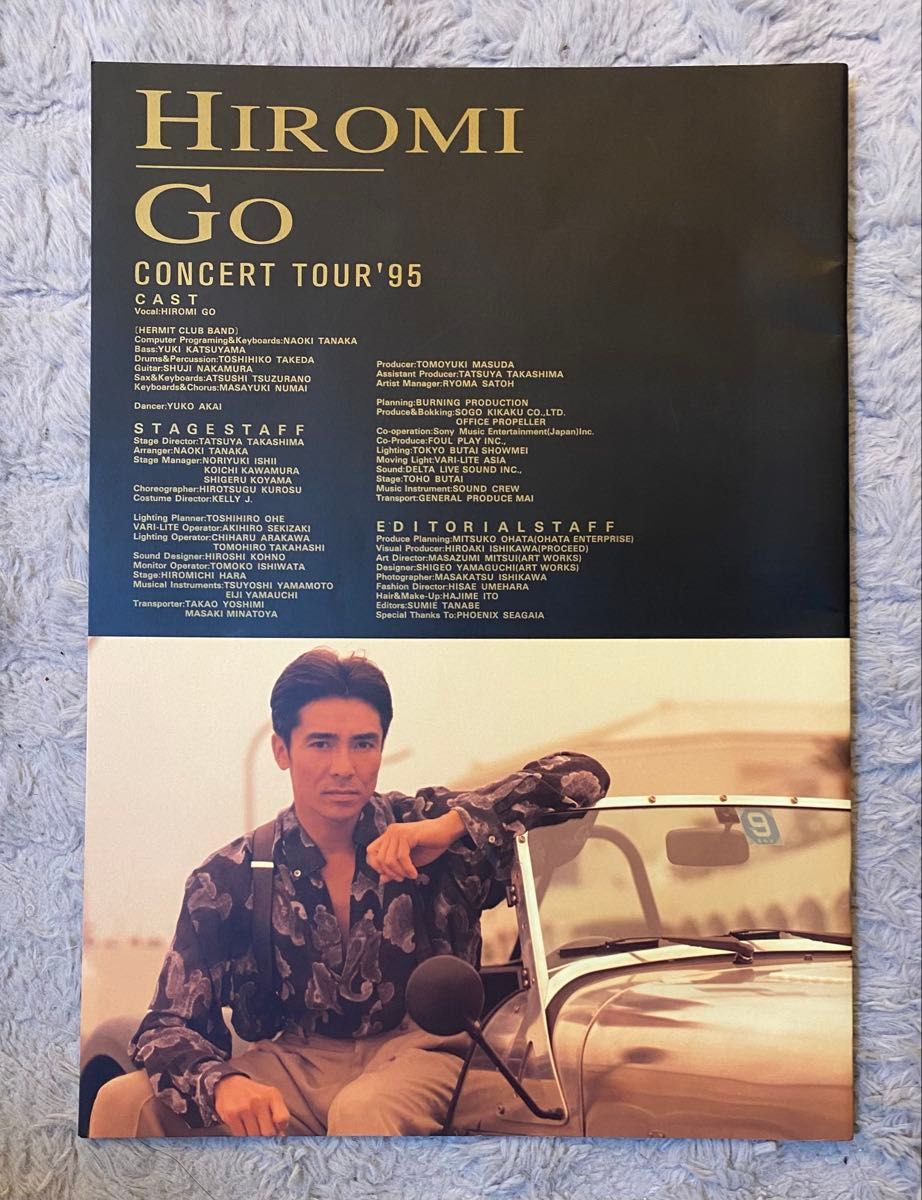 HIROMI
GO
CONCERT TOUR'95
CAST
Vocal:HIROMI GO
(HERMIT CLUB BAND)
Computer Programing&Keyboards:NAOKI TANAKA
Bass:YUKI KATSUYAMA
Drums&Percussion:TOSHIHIKO TAKEDA
Guitar:SHUJI NAKAMURA
Sax&Keyboards:ATSUSHI TSUZURANO
Keyboards&Chorus:MASAYUKI NUMAI
Dancer:YUKO AKAI
STAGESTAFF
Stage Director:TATSUYA TAKASHIMA
Arranger:NAOKI TANAKA
Stage Manager:NORIYUKI ISHII
KOICHI KAWAMURA
SHIGERU KOYAMA
Choreographer:HIROTSUGU KUROSU
Costume Director:KELLY J.
Lighting Planner:TOSHIHIRO OHE
VARI-LITE Operator:AKIHIRO SEKIZAKI
Lighting Operator:CHIHARU ARAKAWA
TOMOHIRO TAKAHASHI
Sound Designer:HIROSHI KOHNO
Monitor Operator:TOMOKO ISHIWATA
Stage:HIROMICHI HARA
Musical Instruments:TSUYOSHI YAMAMOTO
EIJI YAMAUCHI
Transporter:TAKAO YOSHIMI
MASAKI MINATOYA
Producer:TOMOYUKI MASUDA
Assistant Producer:TATSUYA TAKASHIMA
Artist Manager:RYOMA SATOH
Planning:BURNING PRODUCTION
Produce&Bokking:SOGO KIKAKU CO.,LTD.
OFFICE PROPELLER
Co-operation:Sony Music Entertainment(Japan)Inc.
Co-Produce:FOUL PLAY INC.,
Lighting:TOKYO BUTAI SHOWMEI
Moving Light:VARI-LITE ASIA
Sound:DELTA LIVE SOUND INC.,
Stage:TOHO BUTAI
Music Instrument:SOUND CREW
Transport:GENERAL PRODUCE MAI
EDITORIALSTAFF
Produce Planning:MITSUKO OHATA(OHATA ENTERPRISE)
Visual Producer:HIROAKI ISHIKAWA(PROCEED)
Art Director:MASAZUMI MITSUI(ART WORKS)
Designer:SHIGEO YAMAGUCHI(ART WORKS)
Photographer:MASAKATSU ISHIKAWA
Fashion Director:HISAE UMEHARA
Hair&Make-Up:HAJIME ITO
Editors:SUMIE TANABE
Special Thanks To:PHOENIX SEAGAIA
9